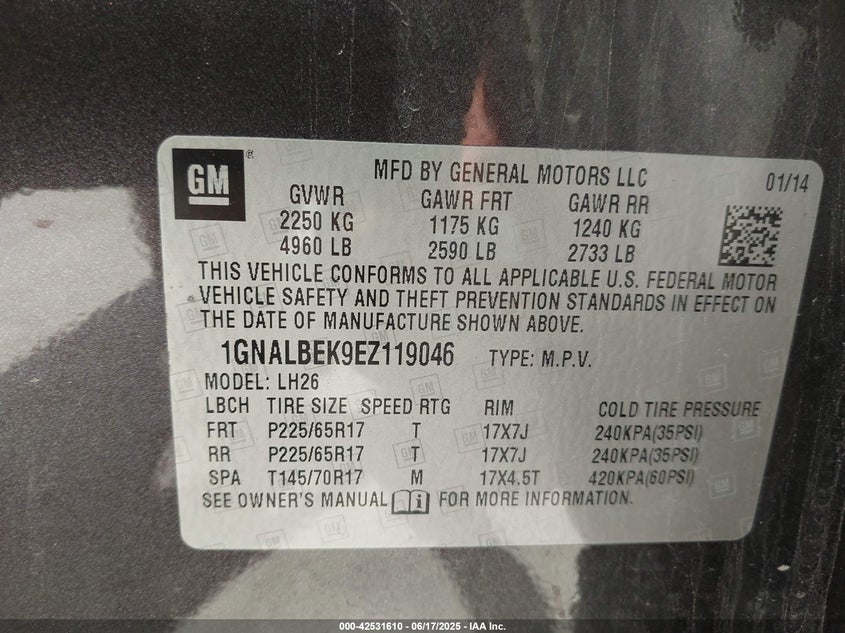 GM ® MFD BY GENERAL MOTORS LLC 01/14
GVWR GAWR FRT GAWR RR
2250 KG 1175 KG 1240 KG
4960 LB 2590 LB 2733 LB
THIS VEHICLE CONFORMS TO ALL APPLICABLE U.S. FEDERAL MOTOR
VEHICLE SAFETY AND THEFT PREVENTION STANDARDS IN EFFECT ON
THE DATE OF MANUFACTURE SHOWN ABOVE.
1GNALBEK9EZ119046 TYPE: M.P.V.
MODEL: LH26
LBCH TIRE SIZE SPEED RTG RIM COLD TIRE PRESSURE
FRT P225/65R17 T 17X7J 240KPA(35PSI)
RR P225/65R17 T 17X7J 240KPA(35PSI)
SPA T145/70R17 M 17X4.5T 420KPA(60PSI)
SEE OWNER'S MANUAL i FOR MORE INFORMATION.
000-42531610 - 06/17/2025 - IAA Inc.